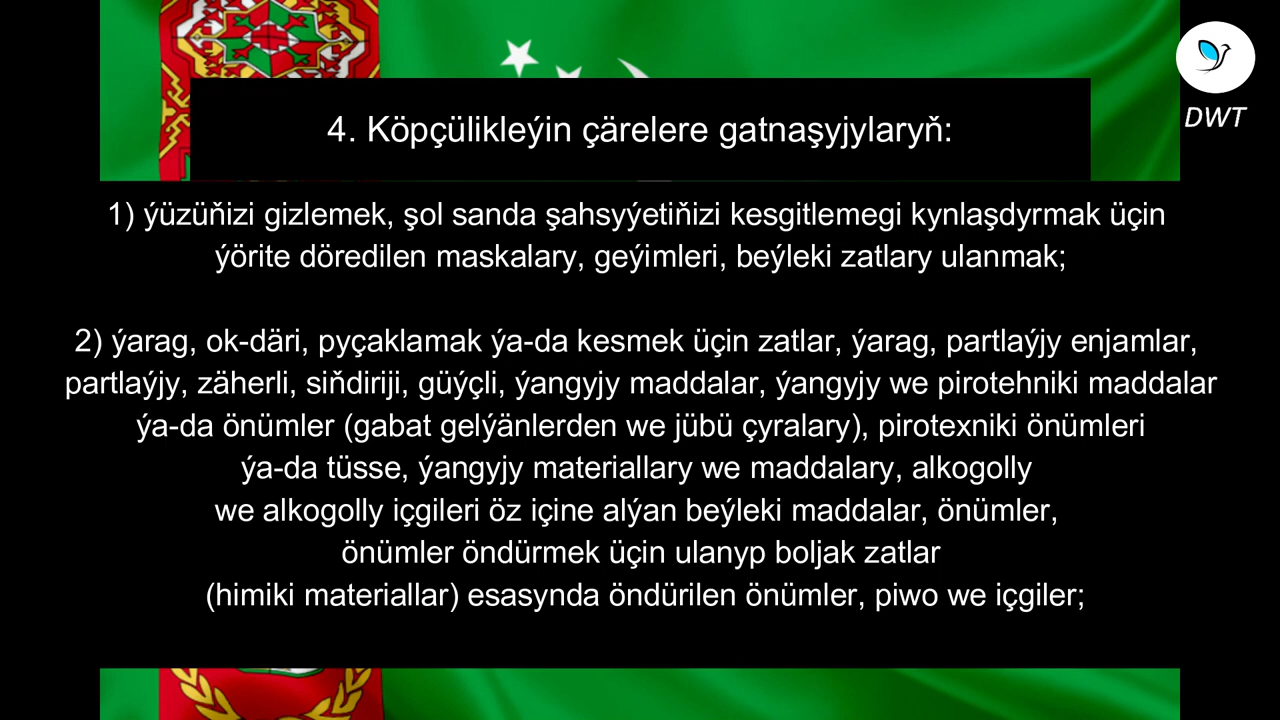 DWT
4. Köpçülikleýin çärelere gatnaşyjylaryň:
1) ýüzüňizi gizlemek, şol sanda şahsyýetiňizi kesgitlemegi kynlaşdyrmak üçin
ýörite döredilen maskalary, geýimleri, beýleki zatlary ulanmak;
2) ýarag, ok-däri, pyçaklamak ýa-da kesmek üçin zatlar, ýarag, partlaýjy enjamlar,
partlaýjy, zäherli, siňdiriji, güýçli, ýangyjy maddalar, ýangyjy we pirotehniki maddalar
ýa-da önümler (gabat gelýänlerden we jübü çyralary), pirotexniki önümleri
ýa-da tüsse, ýangyjy materiallary we maddalary, alkogolly
we alkogolly içgileri öz içine alýan beýleki maddalar, önümler,
önümler öndürmek üçin ulanyp boljak zatlar
(himiki materiallar) esasynda öndürilen önümler, piwo we içgiler;